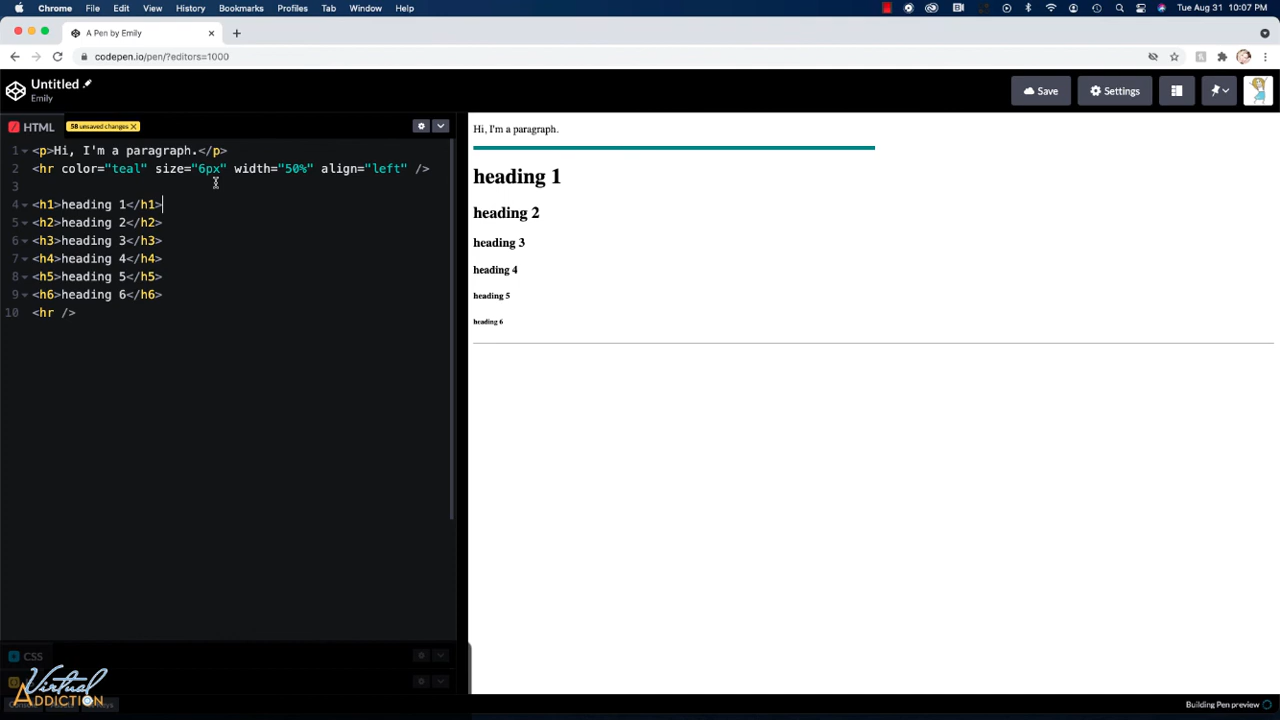 Chrome File Edit View History Bookmarks Profiles Tab Window Help
Tue Aug 31 10:07 PM
A Pen by Emily
codepen.io/pen/?editors=1000
Untitled
Emily
Save
Settings
HTML
58 unsaved changes X
1 <p>Hi, I'm a paragraph.</p>
2 <hr color="teal" size="6px" width="50%" align="left" />
3
4 <h1>heading 1</h1>
5 <h2>heading 2</h2>
6 <h3>heading 3</h3>
7 <h4>heading 4</h4>
8 <h5>heading 5</h5>
9 <h6>heading 6</h6>
10 <hr />
Hi, I'm a paragraph.
heading 1
heading 2
heading 3
heading 4
heading 5
heading 6
CSS
Virtual
Addiction
Building Pen preview